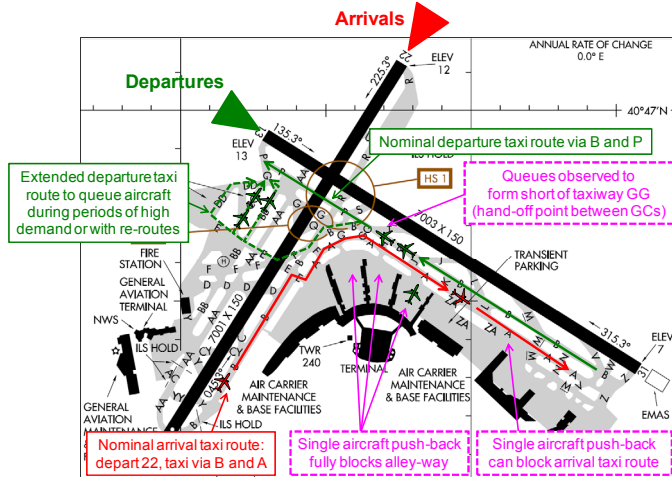 Arrivals
Departures
ANNUAL RATE OF CHANGE
0.0° E
22
ELEV
12
225.3°
R
40°47'N
135.3°
ELEV
13
Nominal departure taxi route via B and P
HS 1
Extended departure taxi
route to queue aircraft
during periods of high
demand or with re-routes
Queues observed to
form short of taxiway GG
(hand-off point between GCs)
003 X 150
TRANSIENT
PARKING
FIRE
STATION
GENERAL
AVIATION
TERMINAL
NWS
ILS HOLD
7001 X 150
045.3°
315.3°
ELEV
TWR
240
TERMINAL
AIR CARRIER
MAINTENANCE
& BASE FACILITIES
AIR CARRIER
MAINTENANCE
& BASE FACILITIES
EMAS
GENERAL
AVIATION
ILS HOLD
Nominal arrival taxi route:
depart 22, taxi via B and A
Single aircraft push-back
fully blocks alley-way
Single aircraft push-back
can block arrival taxi route